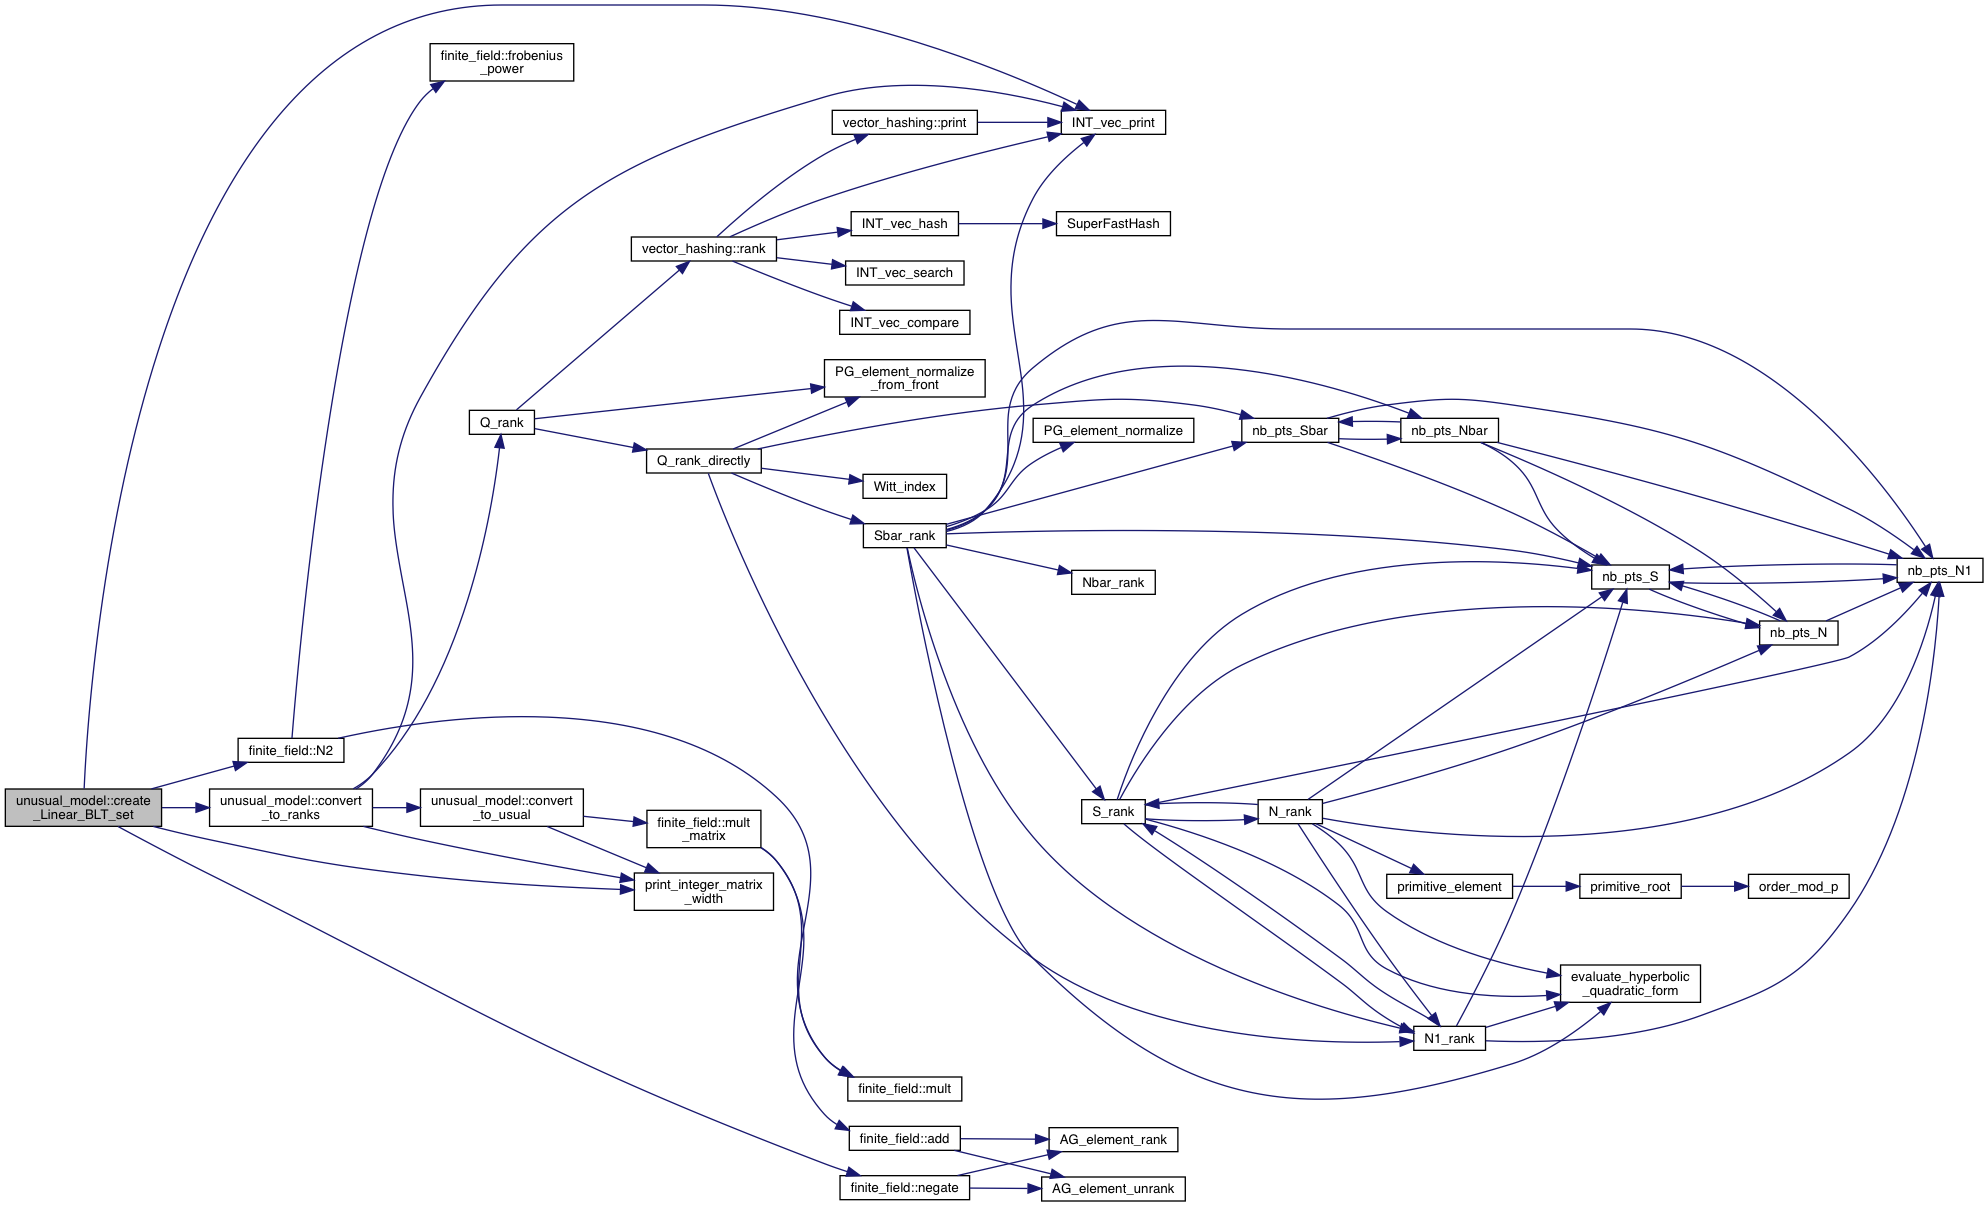 finite_field::frobenius
_power
vector_hashing::print
INT_vec_print
INT_vec_hash
SuperFastHash
vector_hashing::rank
INT_vec_search
INT_vec_compare
PG_element_normalize
_from_front
Q_rank
PG_element_normalize
nb_pts_Sbar
nb_pts_Nbar
Q_rank_directly
Witt_index
Sbar_rank
nb_pts_N1
nb_pts_S
Nbar_rank
nb_pts_N
finite_field::N2
unusual_model::create
_Linear_BLT_set
unusual_model::convert
_to_ranks
unusual_model::convert
_to_usual
S_rank
N_rank
finite_field::mult
_matrix
print_integer_matrix
_width
primitive_element
primitive_root
order_mod_p
evaluate_hyperbolic
_quadratic_form
N1_rank
finite_field::mult
finite_field::add
AG_element_rank
finite_field::negate
AG_element_unrank